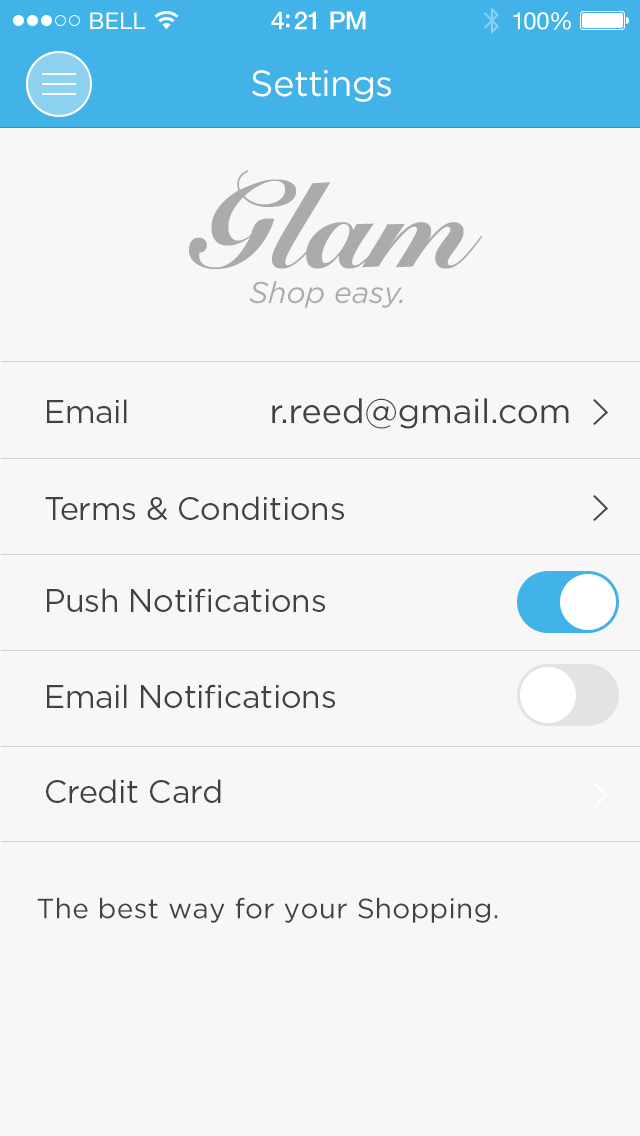 BELL 4:21 PM 100%
Settings
Glam
Shop easy.
Email r.reed@gmail.com
Terms & Conditions
Push Notifications
Email Notifications
Credit Card
The best way for your Shopping.